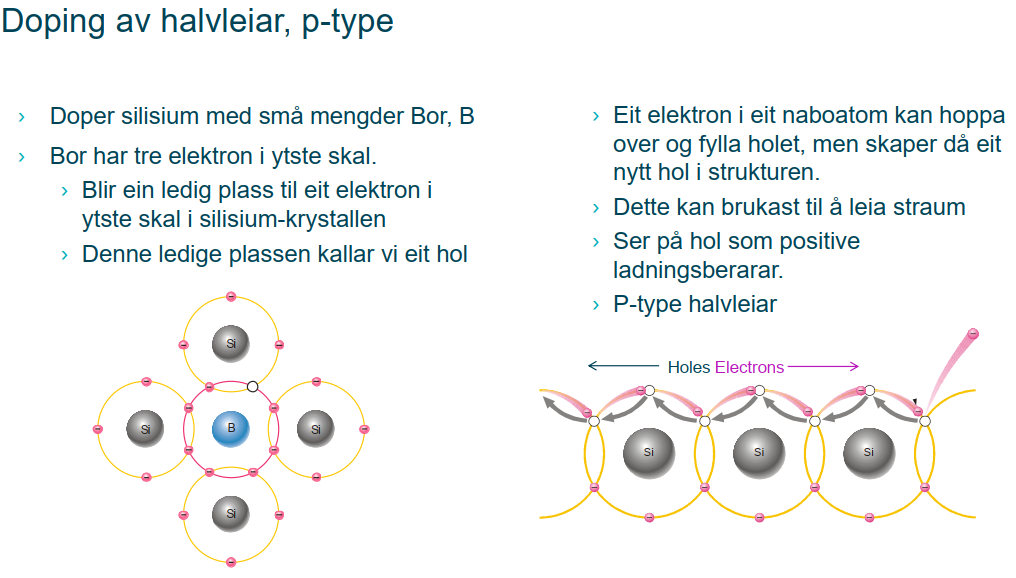 Doping av halvleiar, p-type
› Doper silisium med små mengder Bor, B
› Bor har tre elektron i ytste skal.
› Blir ein ledig plass til eit elektron i
ytste skal i silisium-krystallen
› Denne ledige plassen kallar vi eit hol
› Eit elektron i eit naboatom kan hoppa
over og fylla holet, men skaper då eit
nytt hol i strukturen.
› Dette kan brukast til å leia straum
› Ser på hol som positive
ladningsberarar.
› P-type halvleiar
Si
Si B Si
Si
Holes Electrons
Si Si Si